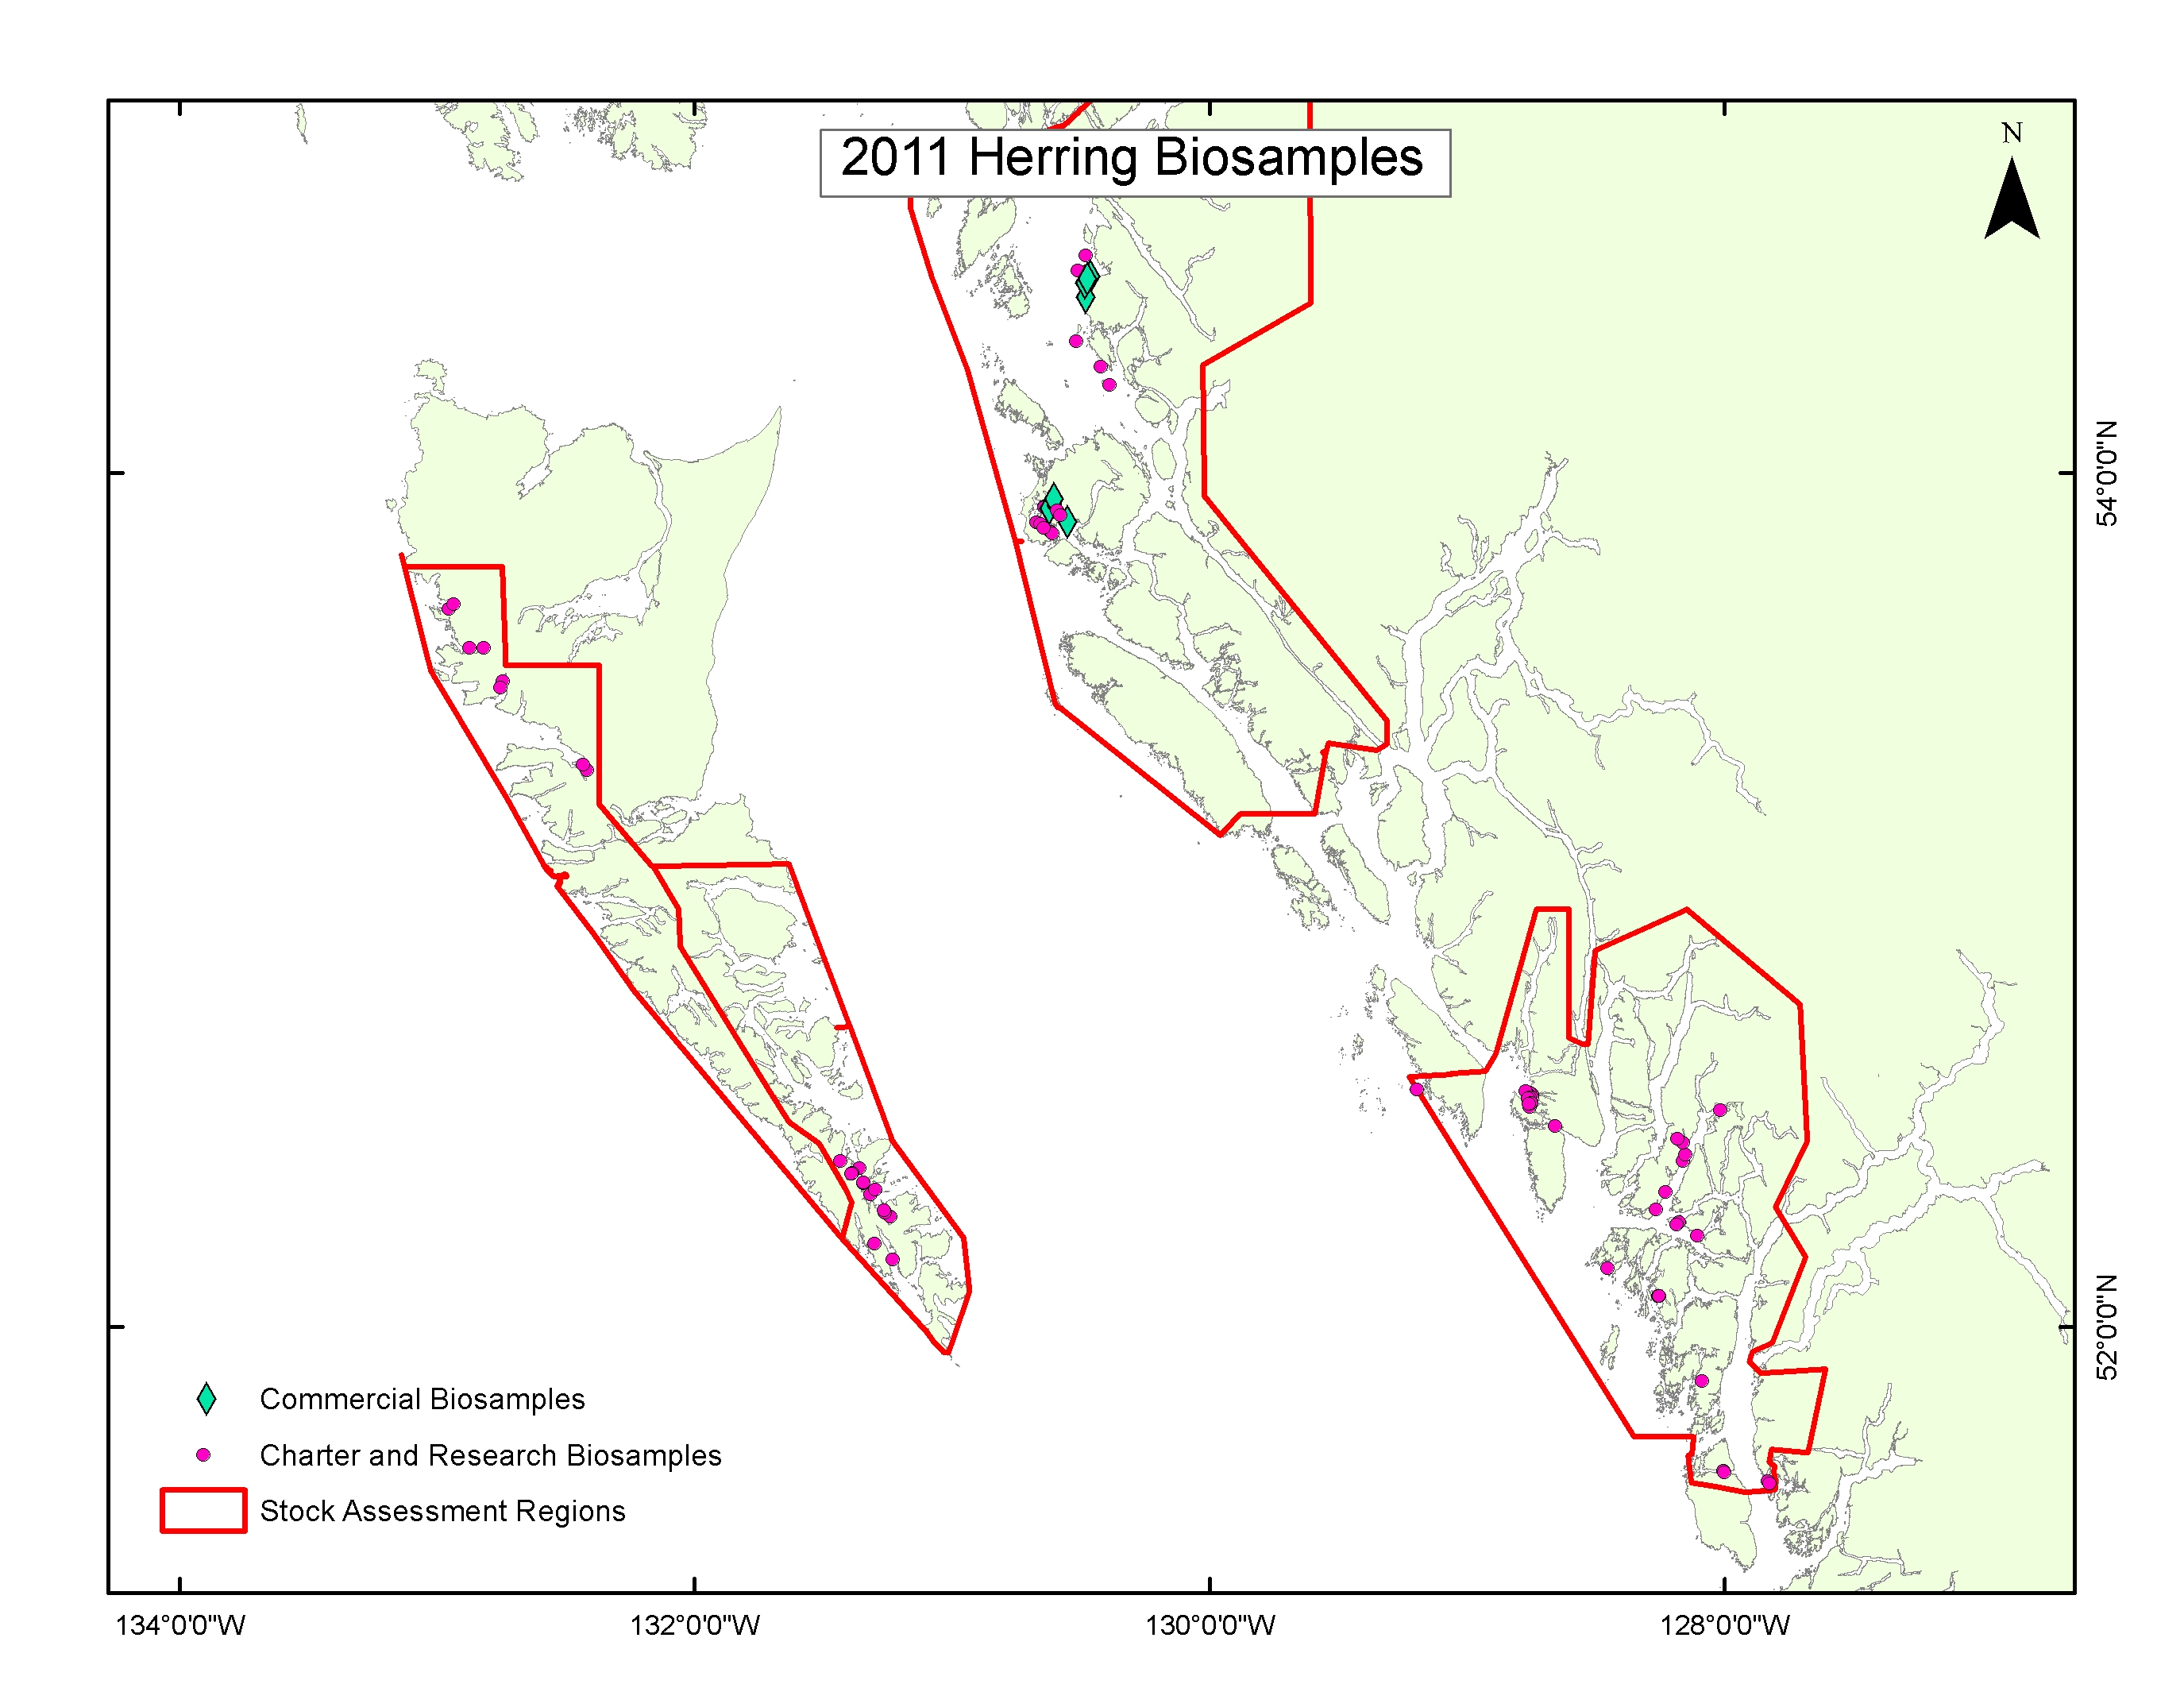 2011 Herring Biosamples
N
54°0'0"N
52°0'0"N
Commercial Biosamples
Charter and Research Biosamples
Stock Assessment Regions
134°0'0"W
132°0'0"W
130°0'0"W
128°0'0"W